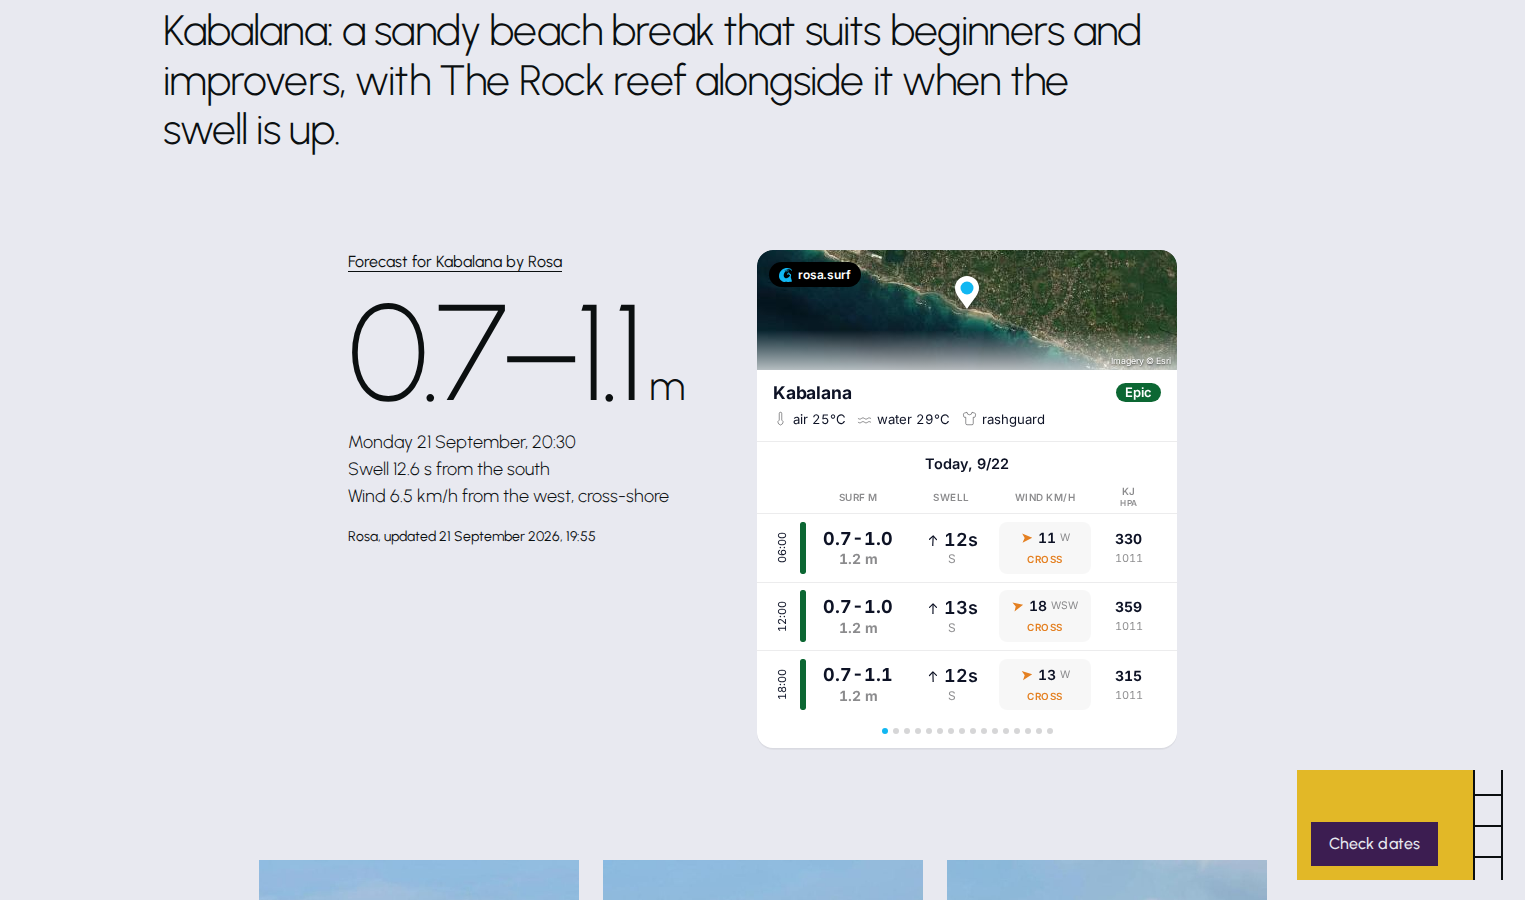 Kabalana: a sandy beach break that suits beginners and
improvers, with The Rock reef alongside it when the
swell is up.
Forecast for Kabalana by Rosa
0.7–1.1 m
Monday 21 September, 20:30
Swell 12.6 s from the south
Wind 6.5 km/h from the west, cross-shore
Rosa, updated 21 September 2026, 19:55
rosa.surf
Imagery © Esri
Kabalana
Epic
air 25°C water 29°C rashguard
Today, 9/22
SURF M SWELL WIND KM/H KJ
HPA
06:00
0.7-1.0 ↑ 12s 11 W 330
1.2 m S CROSS 1011
12:00
0.7-1.0 ↑ 13s 18 WSW 359
1.2 m S CROSS 1011
18:00
0.7-1.1 ↑ 12s 13 W 315
1.2 m S CROSS 1011
Check dates